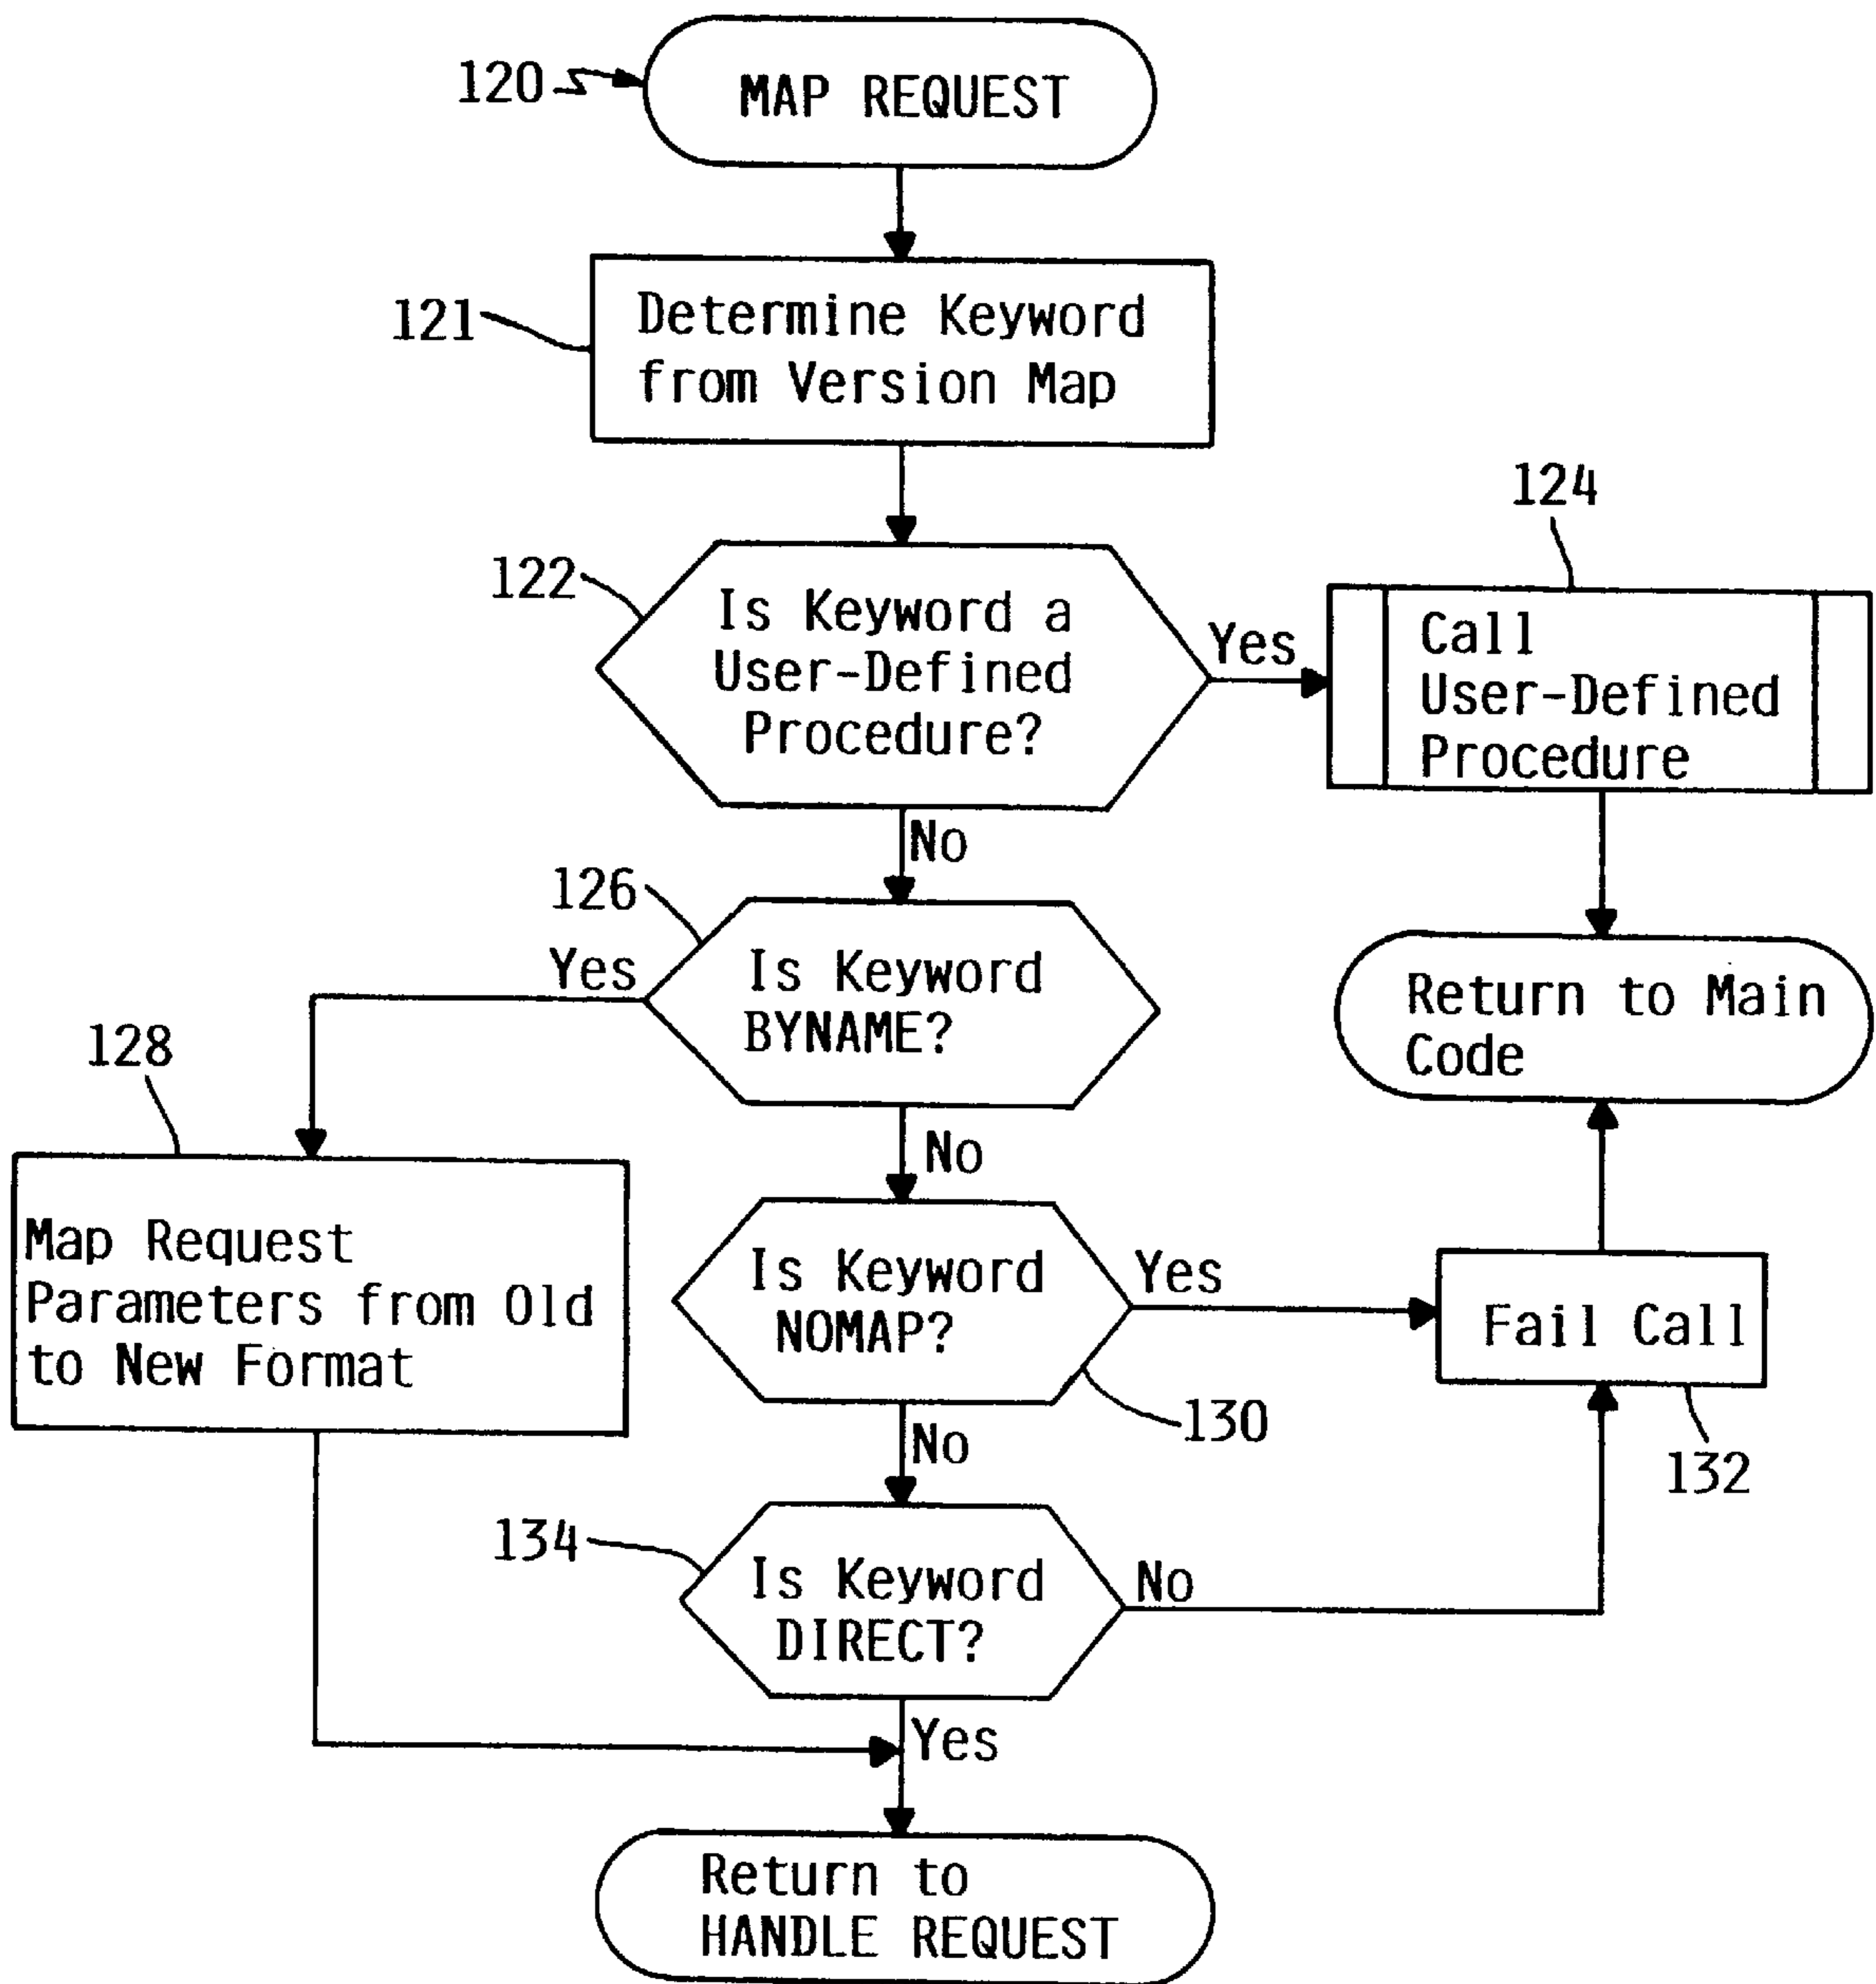 120
MAP REQUEST
121
Determine Keyword
from Version Map
122
Is Keyword a
User-Defined
Procedure?
Yes
124
Call
User-Defined
Procedure
No
126
Yes
Is Keyword
BYNAME?
Return to Main
Code
128
No
Map Request
Parameters from Old
to New Format
Is Keyword
NOMAP?
Yes
Fail Call
130
132
No
134
Is Keyword
DIRECT?
No
Yes
Return to
HANDLE REQUEST